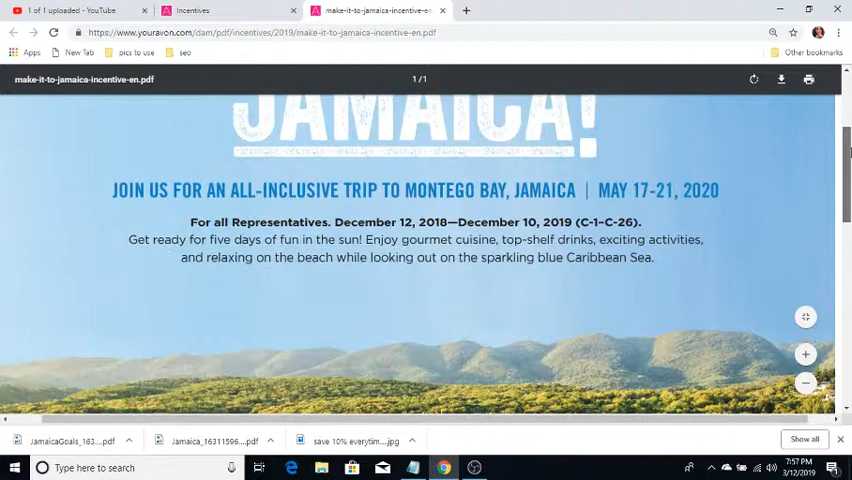 1 of 1 uploaded - YouTube
Incentives
make-it-to-jamaica-incentive-en.pd
https://www.youravon.com/dam/pdf/incentives/2019/make-it-to-jamaica-incentive-en.pdf
Apps
New Tab
pics to use
seo
Other bookmarks
make-it-to-jamaica-incentive-en.pdf
1/1
JAMAICA!
JOIN US FOR AN ALL-INCLUSIVE TRIP TO MONTEGO BAY, JAMAICA | MAY 17-21, 2020
For all Representatives. December 12, 2018—December 10, 2019 (C-1–C-26).
Get ready for five days of fun in the sun! Enjoy gourmet cuisine, top-shelf drinks, exciting activities,
and relaxing on the beach while looking out on the sparkling blue Caribbean Sea.
JamaicaGoals_163....pdf
Jamaica_16311596....pdf
save 10% everytim....jpg
Show all
Type here to search
7:57 PM
3/12/2019